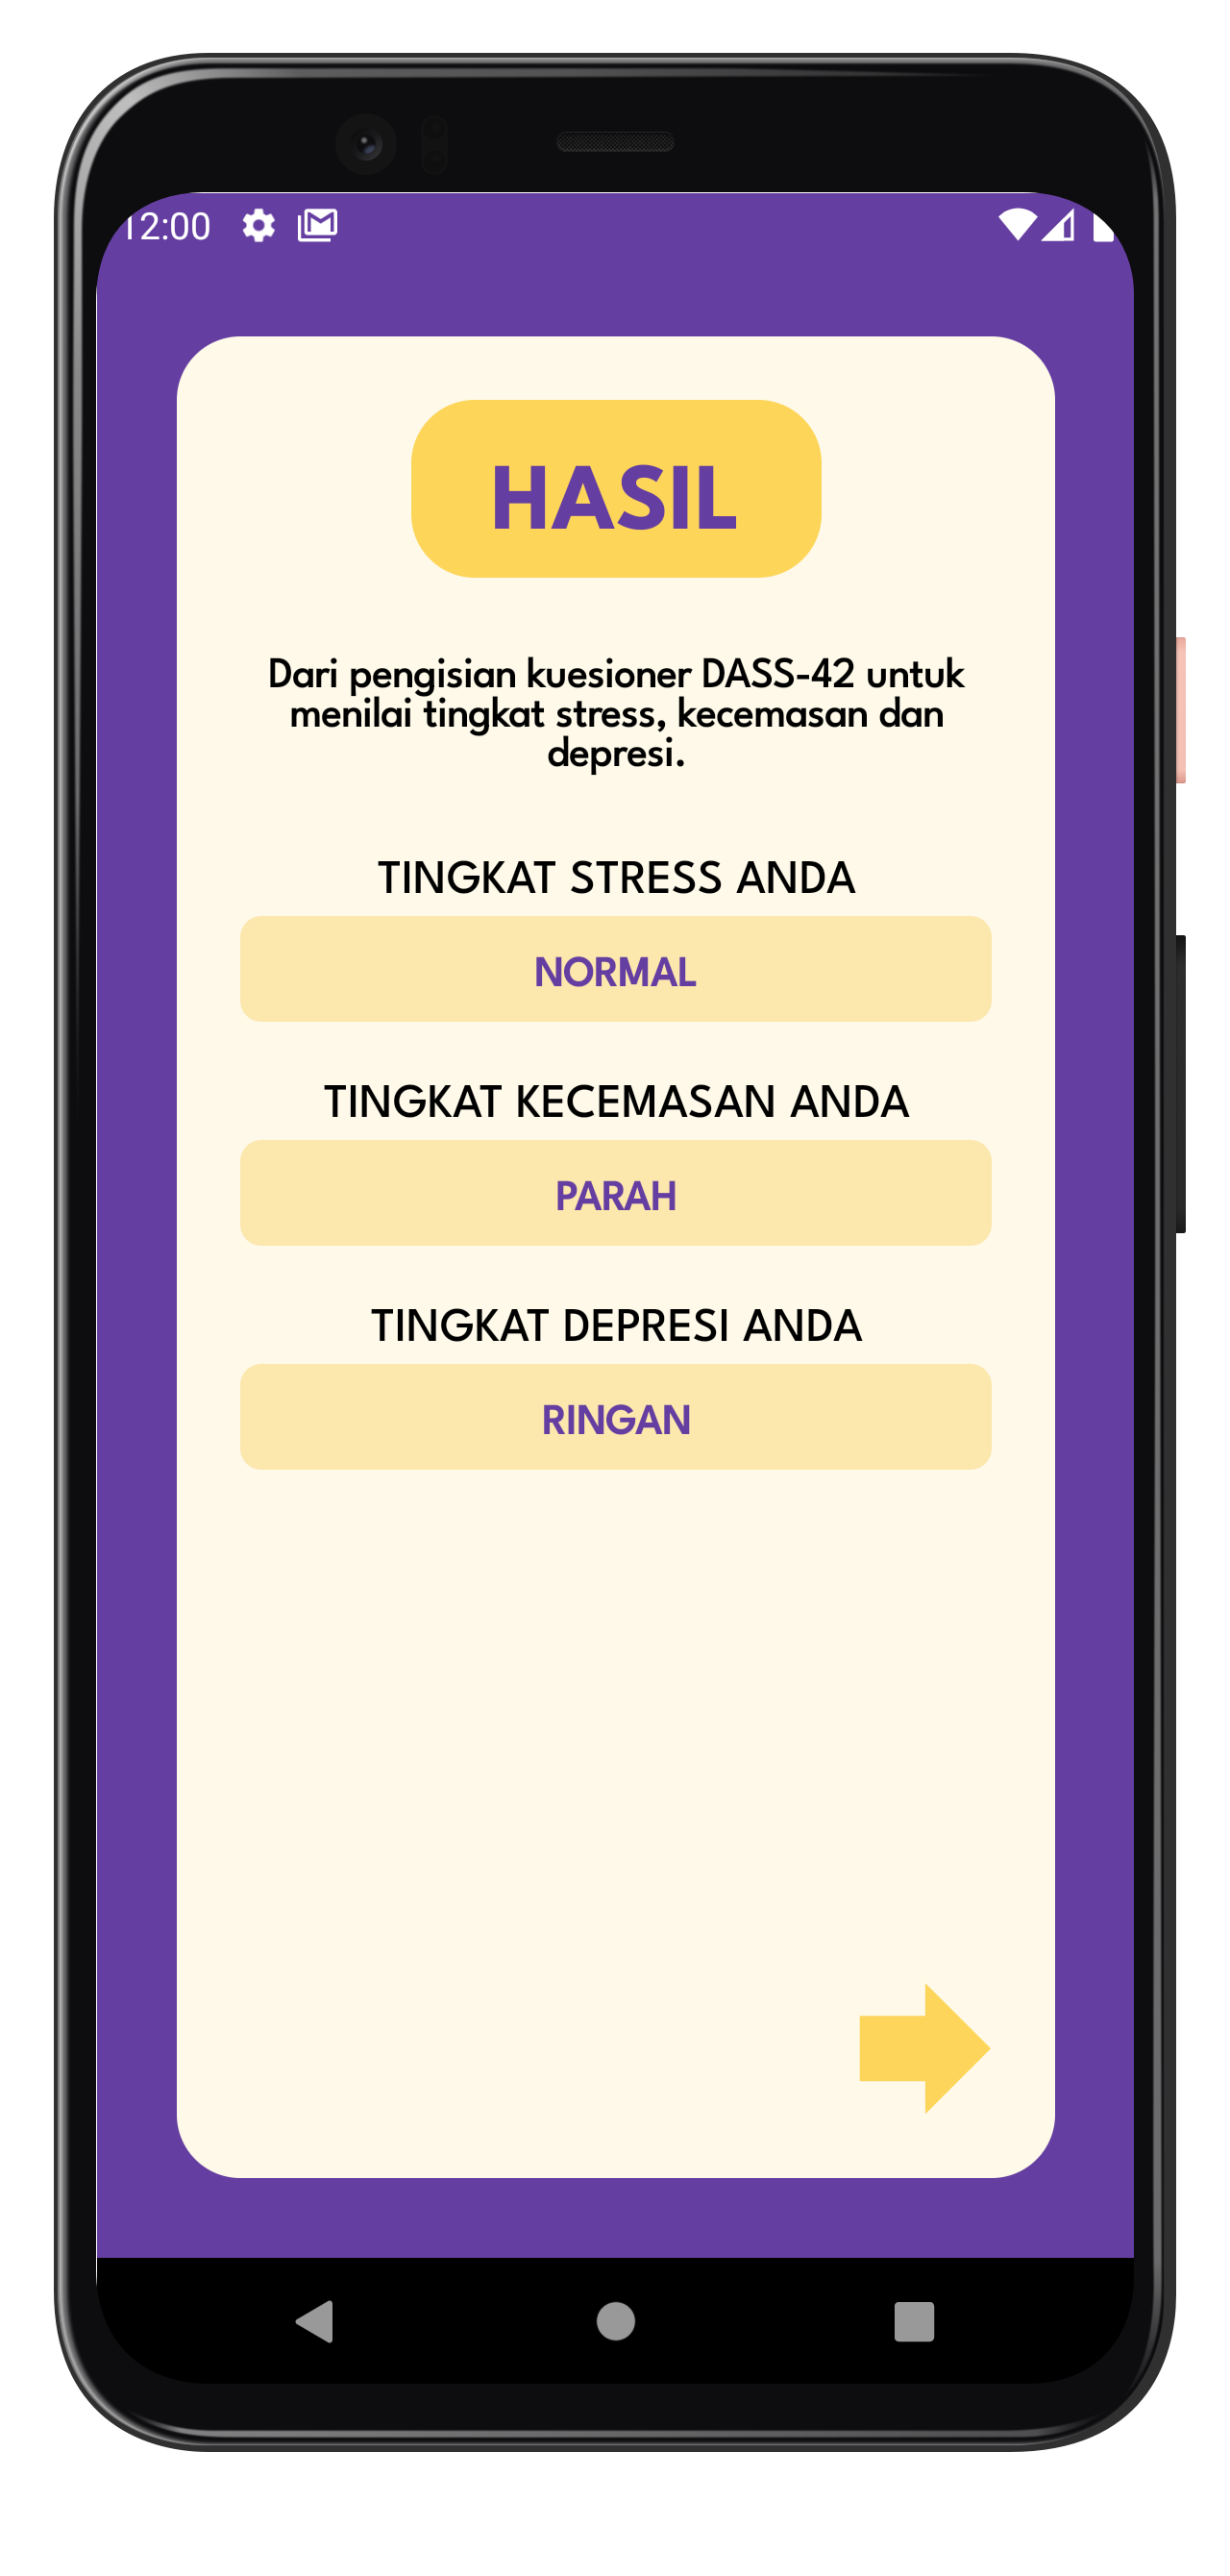 12:00
HASIL
Dari pengisian kuesioner DASS-42 untuk
menilai tingkat stress, kecemasan dan
depresi.
TINGKAT STRESS ANDA
NORMAL
TINGKAT KECEMASAN ANDA
PARAH
TINGKAT DEPRESI ANDA
RINGAN